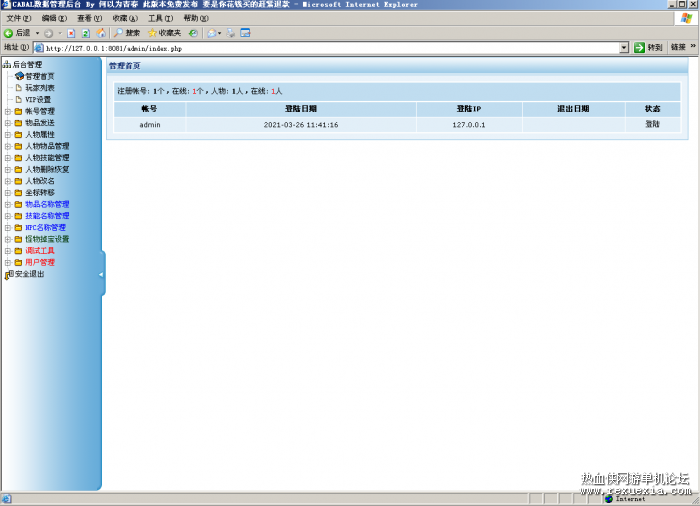 CABAL数据管理后台 By 何以为青春 此版本免费发布 要是你花钱买的赶紧退款 - Microsoft Internet Explorer
文件(F) 编辑(E) 查看(V) 收藏(A) 工具(T) 帮助(H)
后退 搜索 收藏夹
地址(D) http://127.0.0.1:8081/admin/index.php 转到 链接 »
后台管理
管理首页
玩家列表
VIP设置
帐号管理
物品发送
人物属性
人物物品管理
人物技能管理
人物删除恢复
人物改名
坐标转移
物品名称管理
技能名称管理
NPC名称管理
怪物掉宝设置
调试工具
用户管理
安全退出
管理首页
注册帐号: 1个, 在线: 1个, 人物: 1人, 在线: 1人
帐号 登陆日期 登陆IP 退出日期 状态
admin 2021-03-26 11:41:16 127.0.0.1 登陆
热血侠网游单机论坛
www.rexuexia.com
Internet